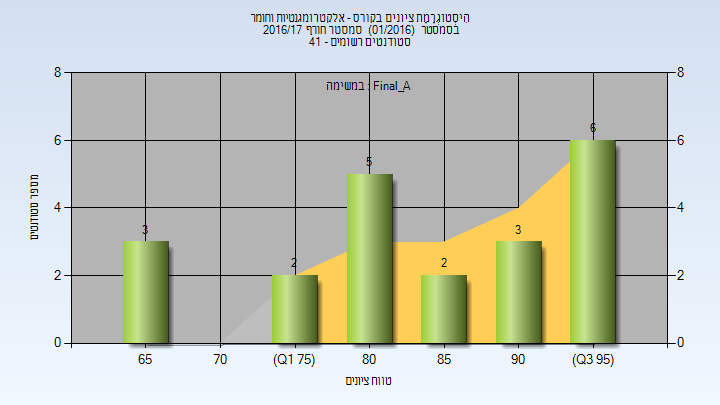 היסטוגרמת ציונים בקורס - אלקטרומגנטיות וחומר
בסמסטר (01/2016) סמסטר חורף 2016/17
סטודנטים רשומים - 41
במשימה : Final_A
8 8
6 6
4 4
2 2
0 0
3 2 5 2 3 6
מספר סטודנטים
65 70 (Q1 75) 80 85 90 (Q3 95)
טווח ציונים